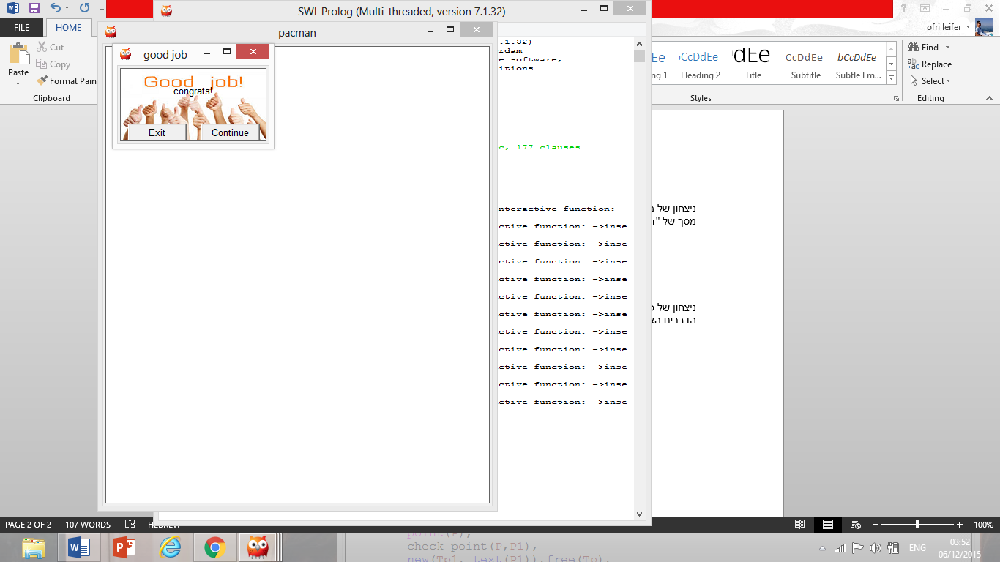 SWI-Prolog (Multi-threaded, version 7.1.32)
FILE
HOME
ofri leifer
pacman
Cut
Copy
Format Pain
Paste
Clipboard
good job
Good job!
congrats!
Exit
Continue
.1.32)
rdam
e software,
itions.
c, 177 clauses
nteractive function: -
ctive function: ->inse
ctive function: ->inse
ctive function: ->inse
ctive function: ->inse
ctive function: ->inse
ctive function: ->inse
ctive function: ->inse
ctive function: ->inse
ctive function: ->inse
ctive function: ->inse
ctive function: ->inse
CcDdEe
CcDdEe
bCcDdEe
Heading 2
Title
Subtitle
Subtle Em...
Styles
Find
Replace
Select
Editing
ניצחון של
מסך של "er
ניצחון של
הדברים
PAGE 2 OF 2
107 WORDS
HEBREW
100%
point(P),
check_point(P,P1),
new(Tp1, text(P1)),free(Tp),
ENG
03:52
06/12/2015